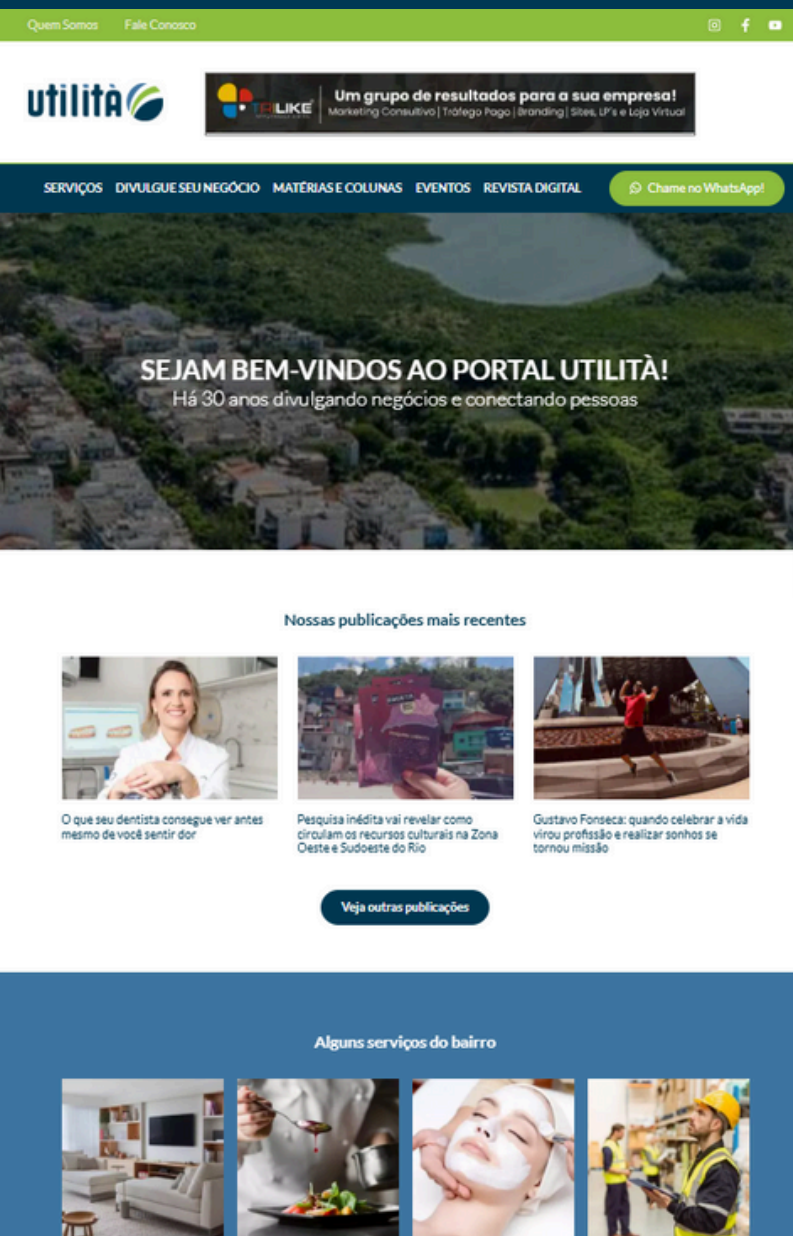 Quem Somos Fale Conosco
utilità
TRILIKE
Um grupo de resultados para a sua empresa!
Marketing Consultivo | Tráfego Pago | Branding | Sites, LP's e Loja Virtual
SERVIÇOS DIVULGUE SEU NEGÓCIO MATÉRIAS E COLUNAS EVENTOS REVISTA DIGITAL Chame no WhatsApp!
SEJAM BEM-VINDOS AO PORTAL UTILITÀ!
Há 30 anos divulgando negócios e conectando pessoas
Nossas publicações mais recentes
O que seu dentista consegue ver antes
mesmo de você sentir dor
Pesquisa inédita vai revelar como
circulam os recursos culturais na Zona
Oeste e Sudoeste do Rio
Gustavo Fonseca: quando celebrar a vida
virou profissão e realizar sonhos se
tornou missão
Veja outras publicações
Alguns serviços do bairro